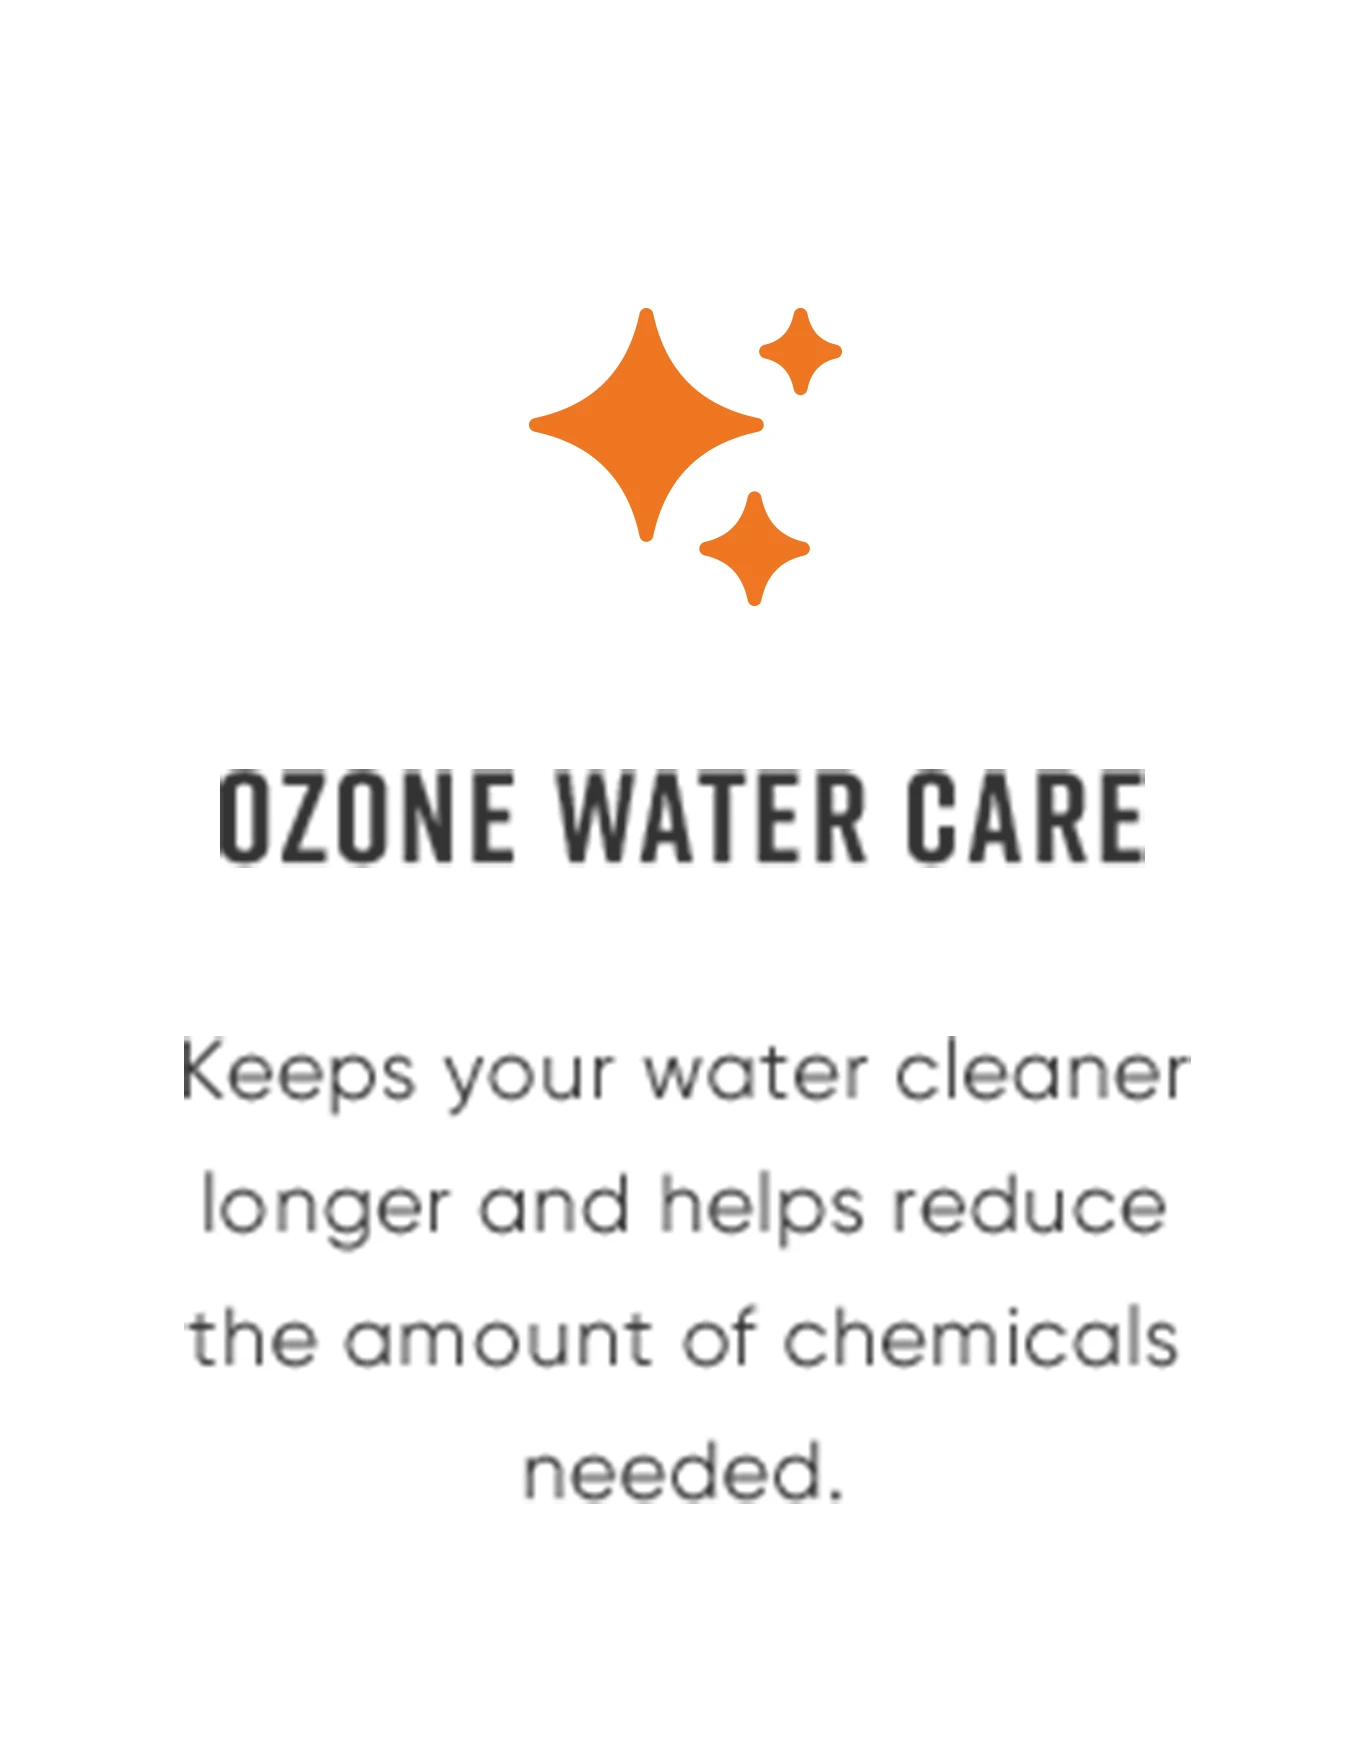 OZONE WATER CARE
Keeps your water cleaner
longer and helps reduce
the amount of chemicals
needed.